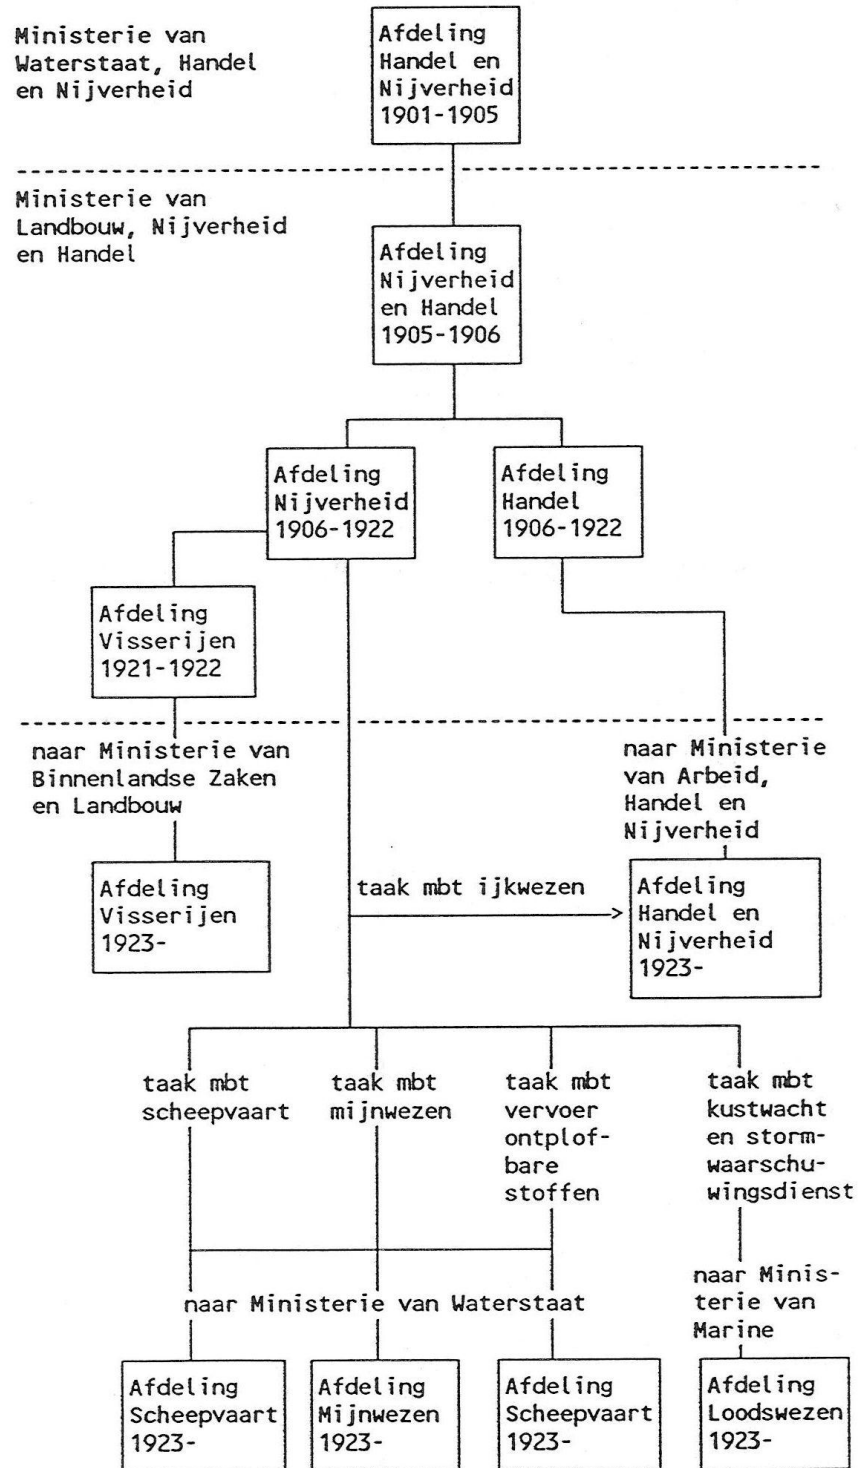 Ministerie van
Waterstaat, Handel
en Nijverheid
Afdeling
Handel en
Nijverheid
1901-1905
Ministerie van
Landbouw, Nijverheid
en Handel
Afdeling
Nijverheid
en Handel
1905-1906
Afdeling
Nijverheid
1906-1922
Afdeling
Handel
1906-1922
Afdeling
Visserijen
1921-1922
naar Ministerie van
Binnenlandse Zaken
en Landbouw
naar Ministerie
van Arbeid,
Handel en
Nijverheid
Afdeling
Visserijen
1923-
taak mbt ijkwezen
Afdeling
Handel en
Nijverheid
1923-
taak mbt
scheepvaart
taak mbt
mijnwezen
taak mbt
vervoer
ontplof-
bare
stoffen
taak mbt
kustwacht
en storm-
waarschu-
wingsdienst
naar Ministerie van Waterstaat
naar Minis-
terie van
Marine
Afdeling
Scheepvaart
1923-
Afdeling
Mijnwezen
1923-
Afdeling
Scheepvaart
1923-
Afdeling
Loodswezen
1923-